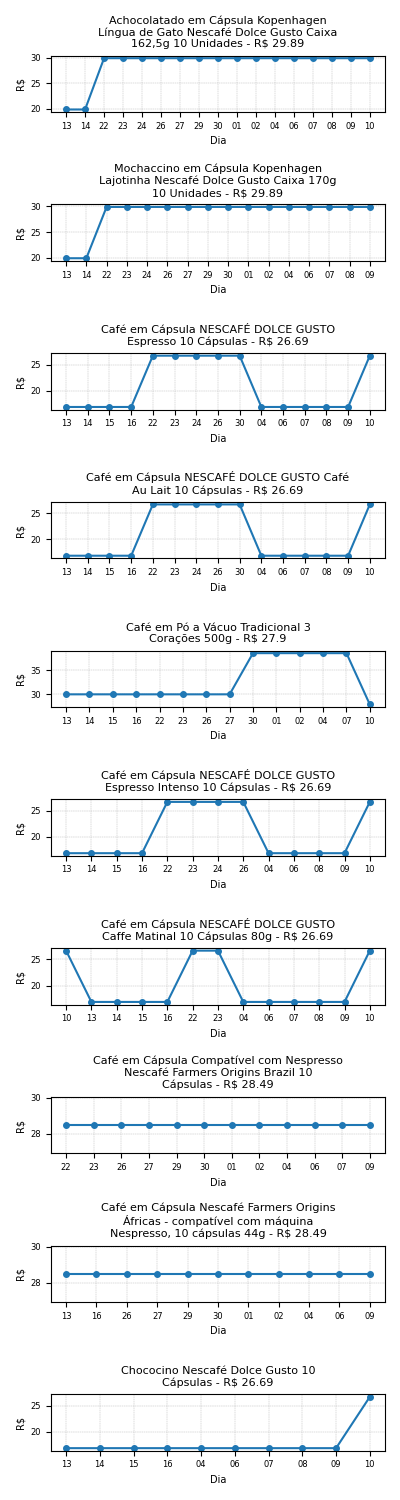 Achocolatado em Cápsula Kopenhagen
Língua de Gato Nescafé Dolce Gusto Caixa
162,5g 10 Unidades - R$ 29.89
30
25
20
R$
13 14 22 23 24 26 27 29 30 01 02 04 06 07 08 09 10
Dia
Mochaccino em Cápsula Kopenhagen
Lajotinha Nescafé Dolce Gusto Caixa 170g
10 Unidades - R$ 29.89
30
25
20
R$
13 14 22 23 24 26 27 29 30 01 02 04 06 07 08 09
Dia
Café em Cápsula NESCAFÉ DOLCE GUSTO
Espresso 10 Cápsulas - R$ 26.69
25
20
R$
13 14 15 16 22 23 24 26 30 04 06 07 08 09 10
Dia
Café em Cápsula NESCAFÉ DOLCE GUSTO Café
Au Lait 10 Cápsulas - R$ 26.69
25
20
R$
13 14 15 16 22 23 24 26 30 04 06 07 08 09 10
Dia
Café em Pó a Vácuo Tradicional 3
Corações 500g - R$ 27.9
35
30
R$
13 14 15 16 22 23 26 27 30 01 02 04 07 10
Dia
Café em Cápsula NESCAFÉ DOLCE GUSTO
Espresso Intenso 10 Cápsulas - R$ 26.69
25
20
R$
13 14 15 16 22 23 24 26 04 06 07 09 10
Dia
Café em Cápsula NESCAFÉ DOLCE GUSTO
Caffe Matinal 10 Cápsulas 80g - R$ 26.69
25
20
R$
10 13 14 15 16 22 23 04 06 07 08 09 10
Dia
Café em Cápsula Compatível com Nespresso
Nescafé Farmers Origins Brazil 10
Cápsulas - R$ 28.49
30
28
R$
22 23 26 27 29 30 01 02 04 06 07 09
Dia
Café em Cápsula Nescafé Farmers Origins
Áfricas - compatível com máquina
Nespresso, 10 cápsulas 44g - R$ 28.49
30
28
R$
13 16 26 27 29 30 01 02 04 06 09
Dia
Chococino Nescafé Dolce Gusto 10
Cápsulas - R$ 26.69
25
20
R$
13 14 15 16 04 06 07 08 09 10
Dia